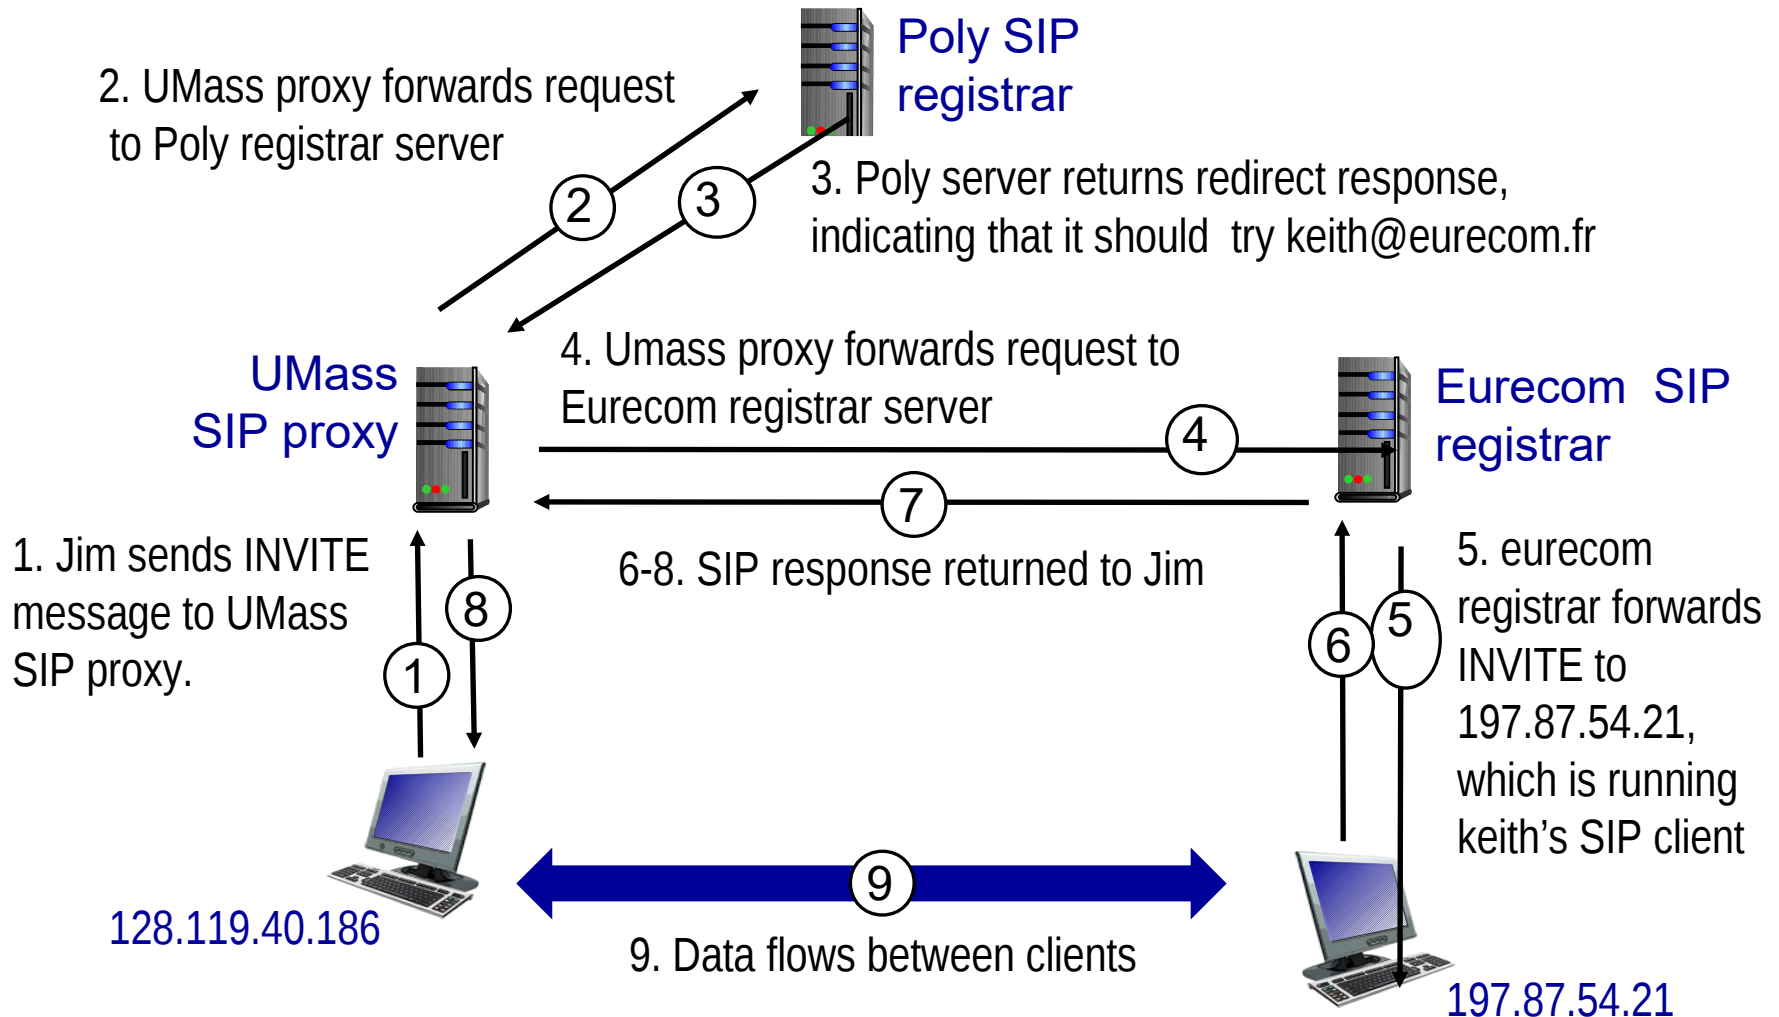 Poly SIP
registrar
2. UMass proxy forwards request
to Poly registrar server
2
3
3. Poly server returns redirect response,
indicating that it should  try keith@eurecom.fr
UMass
SIP proxy
4. Umass proxy forwards request to
Eurecom registrar server
4
Eurecom  SIP
registrar
7
1. Jim sends INVITE
message to UMass
SIP proxy.
8
1
6-8. SIP response returned to Jim
6
5
5. eurecom
registrar forwards
INVITE to
197.87.54.21,
which is running
keith’s SIP client
9
128.119.40.186
9. Data flows between clients
197.87.54.21